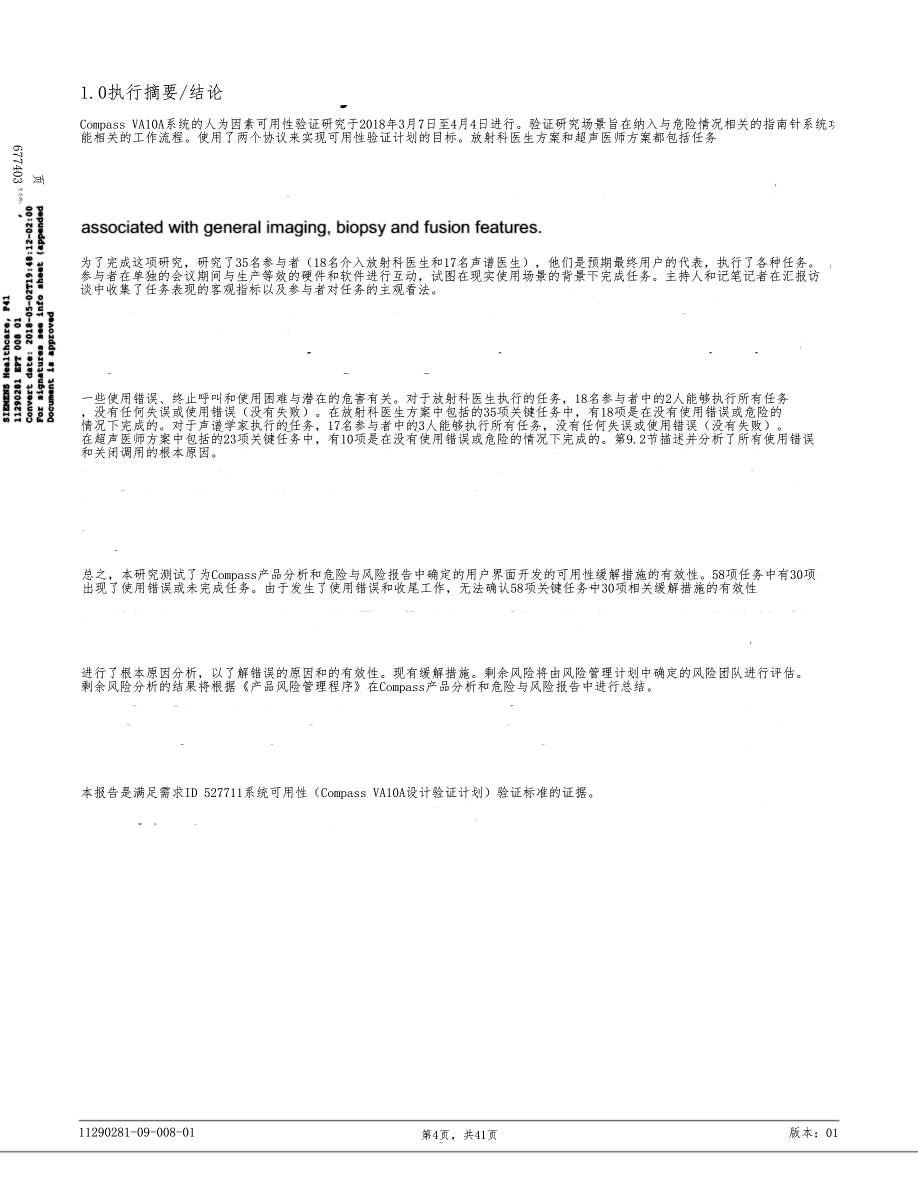 1.0执行摘要/结论
Compass VA10A系统的人为因素可用性验证研究于2018年3月7日至4月4日进行。验证研究场景旨在纳入与危险情况相关的指南针系统功
能相关的工作流程。使用了两个协议来实现可用性验证计划的目标。放射科医生方案和超声医师方案都包括任务
associated with general imaging, biopsy and fusion features.
为了完成这项研究，研究了35名参与者（18名介入放射科医生和17名声谱医生），他们是预期最终用户的代表，执行了各种任务。
参与者在单独的会议期间与生产等效的硬件和软件进行互动，试图在现实使用场景的背景下完成任务。主持人和记笔记者在汇报访
谈中收集了任务表现的客观指标以及参与者对任务的主观看法。
一些使用错误、终止呼叫和使用困难与潜在的危害有关。对于放射科医生执行的任务，18名参与者中的2人能够执行所有任务
，没有任何失误或使用错误（没有失败）。在放射科医生方案中包括的35项关键任务中，有18项是在没有使用错误或危险的
情况下完成的。对于声谱学家执行的任务，17名参与者中的3人能够执行所有任务，没有任何失误或使用错误（没有失败）。
在超声医师方案中包括的23项关键任务中，有10项是在没有使用错误或危险的情况下完成的。第9.2节描述并分析了所有使用错误
和关闭调用的根本原因。
总之，本研究测试了为Compass产品分析和危险与风险报告中确定的用户界面开发的可用性缓解措施的有效性。58项任务中有30项
出现了使用错误或未完成任务。由于发生了使用错误和收尾工作，无法确认58项关键任务中30项相关缓解措施的有效性
进行了根本原因分析，以了解错误的原因和的有效性。现有缓解措施。剩余风险将由风险管理计划中确定的风险团队进行评估。
剩余风险分析的结果将根据《产品风险管理程序》在Compass产品分析和危险与风险报告中进行总结。
本报告是满足需求ID 527711系统可用性（Compass VA10A设计验证计划）验证标准的证据。
11290281-09-008-01
第4页，共41页
版本：01
SIEMENS Healthcare, P41
11290281 EPT 008 01
677403
页
Convert date: 2018-05-02T19:48:12-02:00
For signatures see info sheet (appended
Document is approved